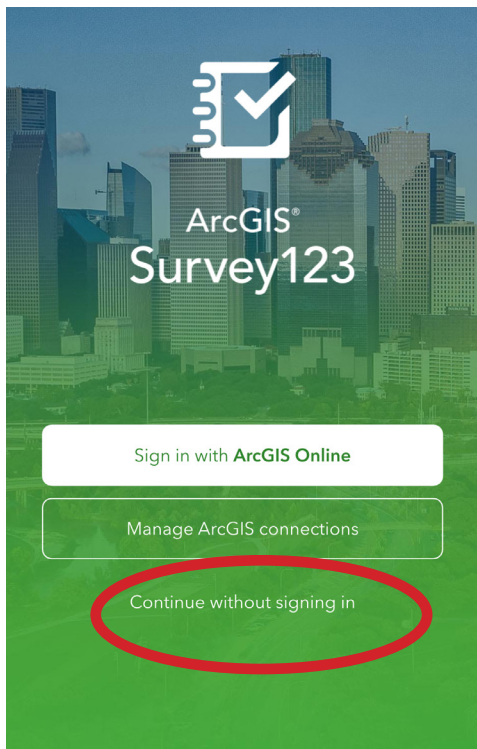 ArcGIS®
Survey123
Sign in with ArcGIS Online
Manage ArcGIS connections
Continue without signing in